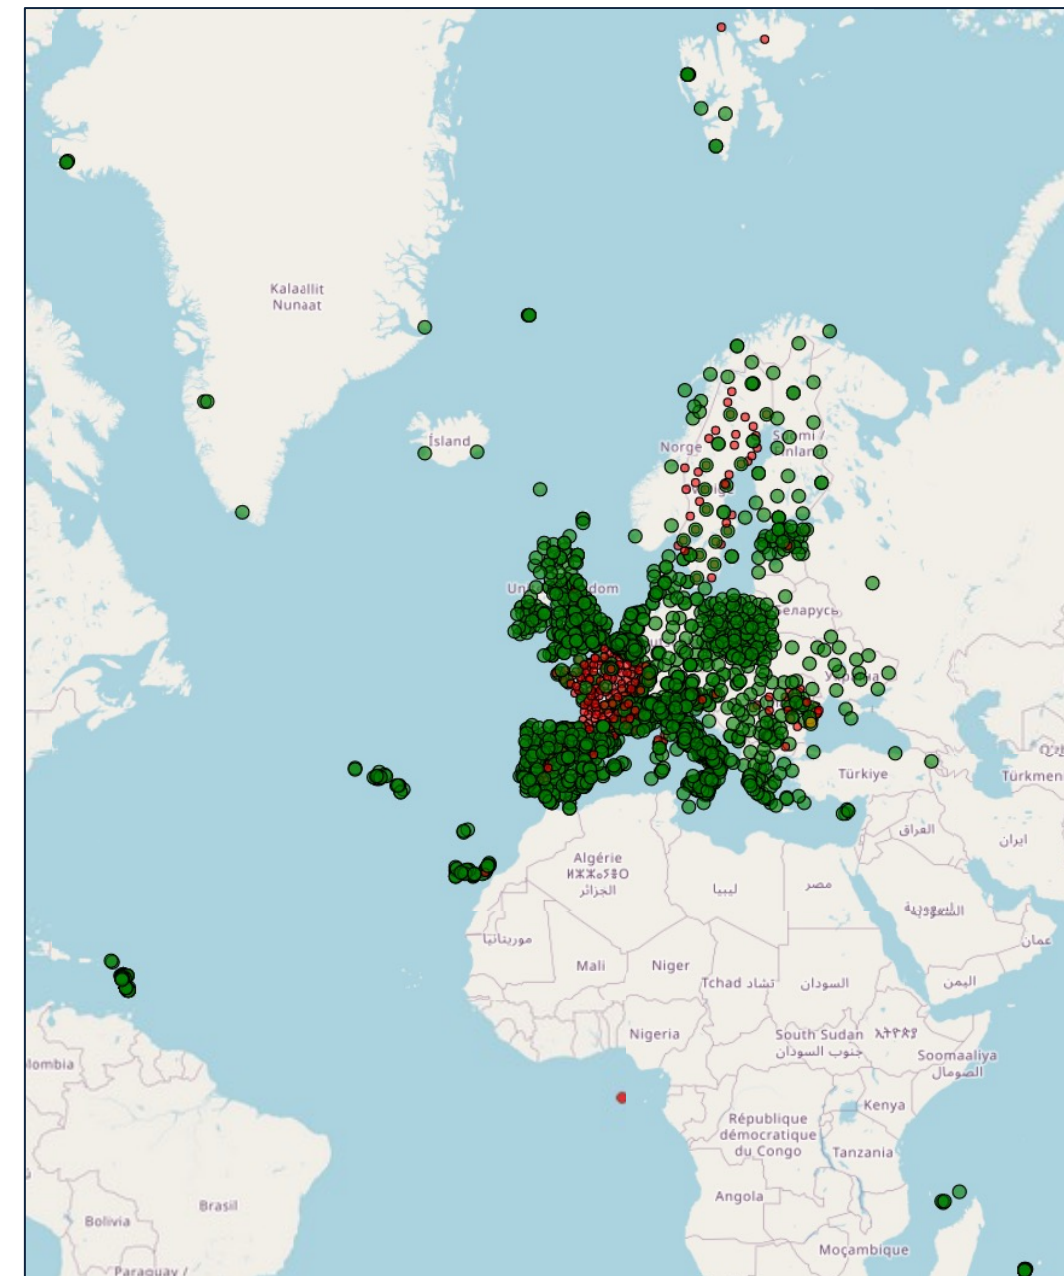 Kalaallit
Nunaat
Ísland
Norge
Suomi /
Беларусь
Türkiye
Türkmen
العراق
ایران
Algérie
ⵍⵣⵣⴰⵢⴻⵔ
الجزائر
ليبيا
مصر
السعودية
عمان
موريتانيا
Mali
Niger
Tchad تشاد
السودان
اليمن
Nigeria
South Sudan
جنوب السودان
ኢትዮጵያ
Soomaaliya
الصومال
lombia
Kenya
République
démocratique
du Congo
Tanzania
Angola
Brasil
Bolivia
Moçambique
Paraguay /